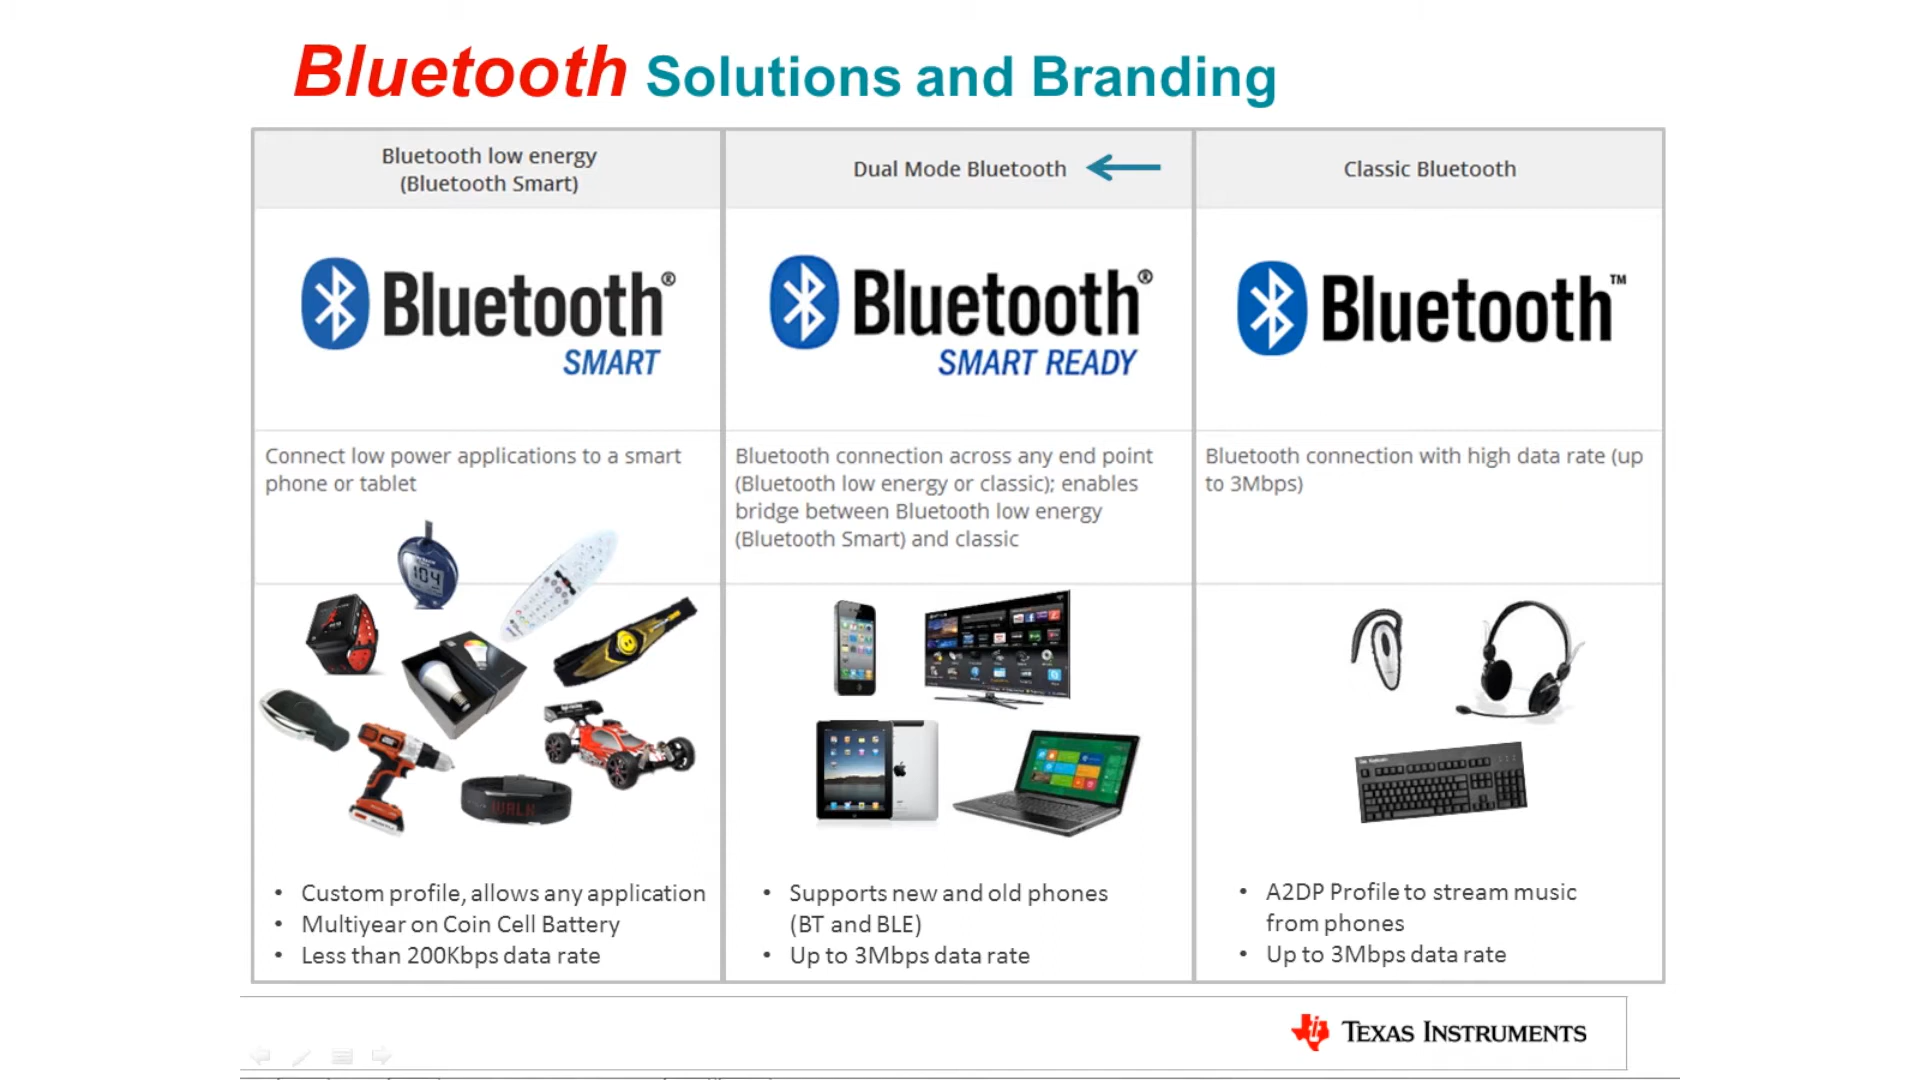 Bluetooth Solutions and Branding
Bluetooth low energy
(Bluetooth Smart)
Dual Mode Bluetooth
Classic Bluetooth
Bluetooth®
SMART
Bluetooth®
SMART READY
Bluetooth™
Connect low power applications to a smart
phone or tablet
Bluetooth connection across any end point
(Bluetooth low energy or classic); enables
bridge between Bluetooth low energy
(Bluetooth Smart) and classic
Bluetooth connection with high data rate (up
to 3Mbps)
104
WALK
• Custom profile, allows any application
• Multiyear on Coin Cell Battery
• Less than 200Kbps data rate
• Supports new and old phones
(BT and BLE)
• Up to 3Mbps data rate
• A2DP Profile to stream music
from phones
• Up to 3Mbps data rate
TEXAS INSTRUMENTS